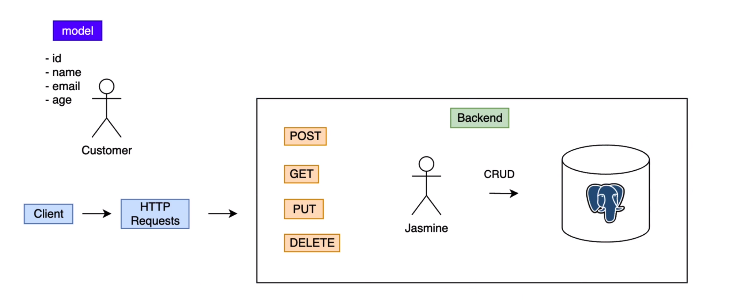 model
- id
- name
- email
- age
Customer
Client
HTTP
Requests
Backend
POST
GET
PUT
DELETE
Jasmine
CRUD